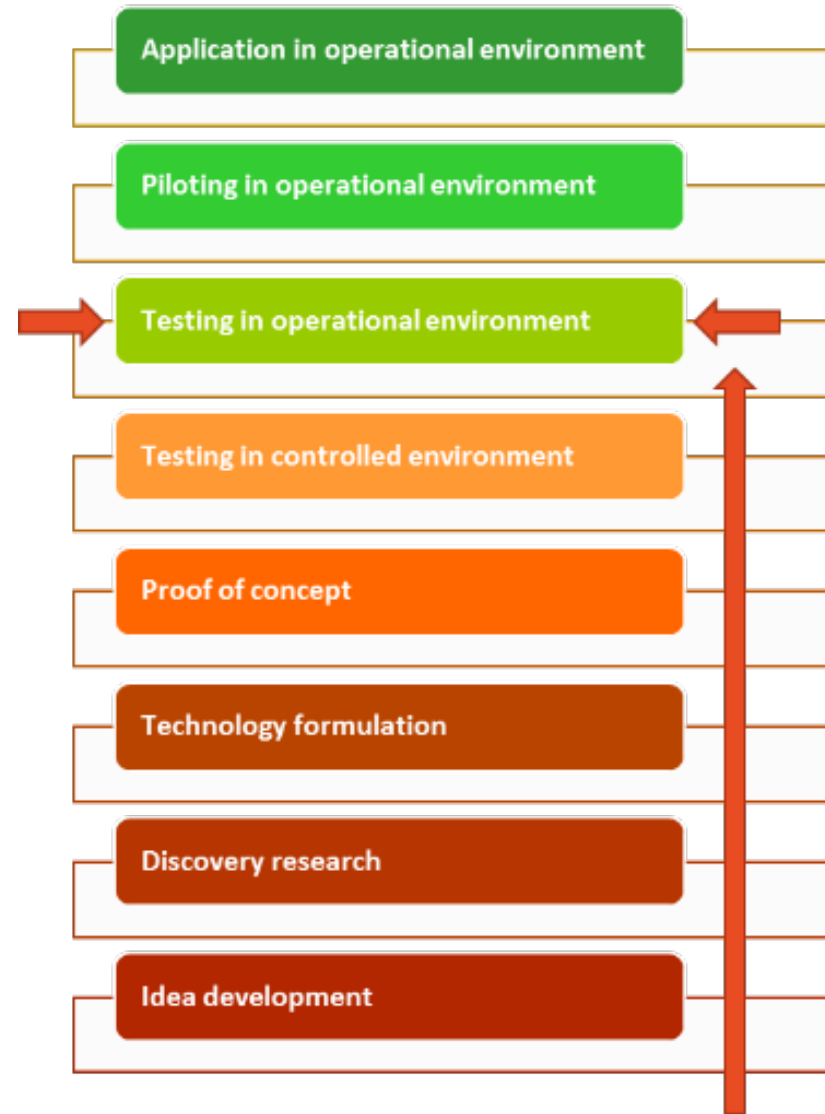 Application in operational environment
Piloting in operational environment
Testing in operational environment
Testing in controlled environment
Proof of concept
Technology formulation
Discovery research
Idea development